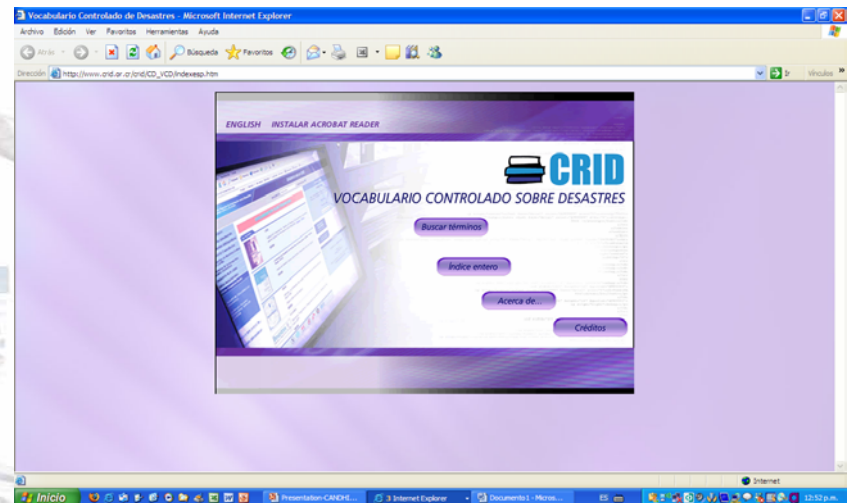 Vocabulario Controlado de Desastres - Microsoft Internet Explorer
Archivo Edición Ver Favoritos Herramientas Ayuda
Atrás Búsqueda Favoritos
Dirección http://www.crid.or.cr/crid/CD_VCD/indexesp.htm Ir Vínculos »
ENGLISH INSTALAR ACROBAT READER
CRID
VOCABULARIO CONTROLADO SOBRE DESASTRES
Buscar términos
Índice entero
Acerca de...
Créditos
Internet
Inicio Presentation-CANDHI... 3 Internet Explorer Documento1 - Micros... ES 12:52 p.m.